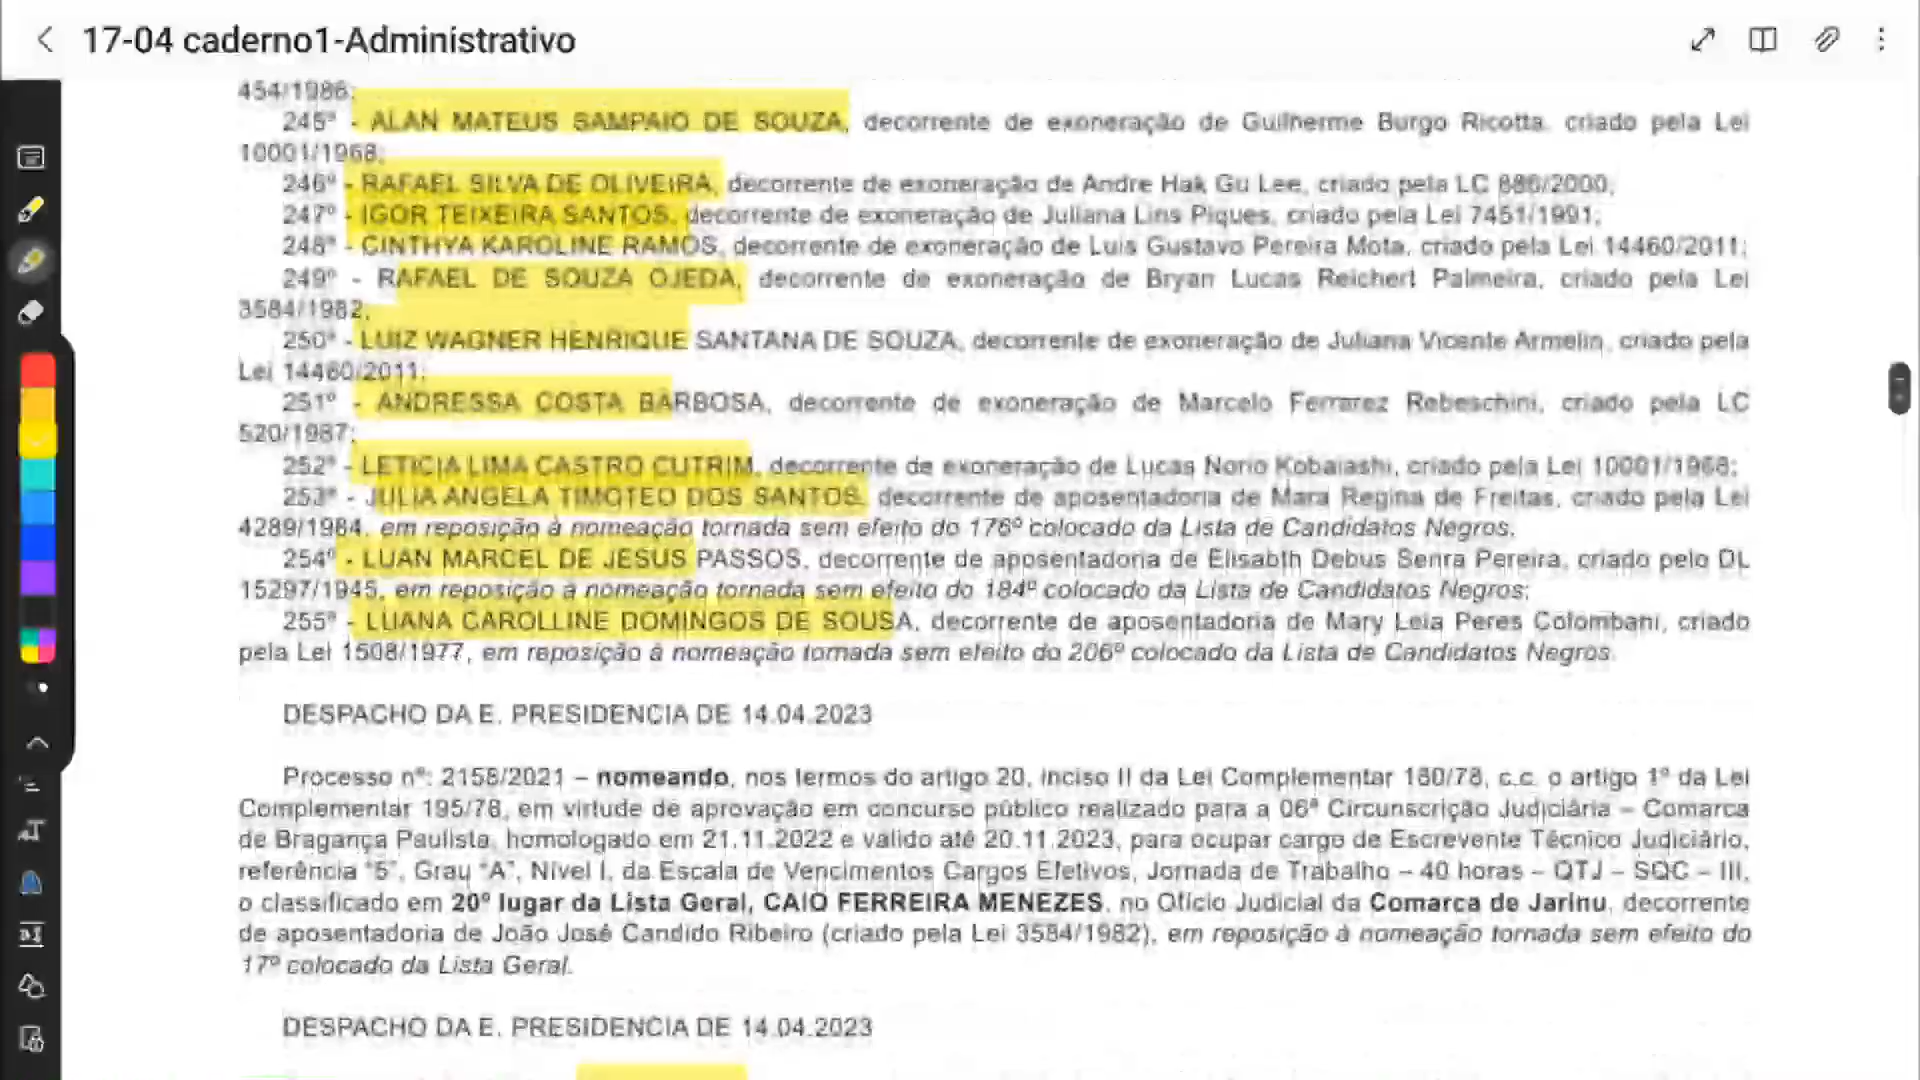 17-04 caderno1-Administrativo
454/1986;
245º - ALAN MATEUS SAMPAIO DE SOUZA, decorrente de exoneração de Guilherme Burgo Ricotta, criado pela Lei
10001/1968;
246º - RAFAEL SILVA DE OLIVEIRA, decorrente de exoneração de Andre Hak Gu Lee, criado pela LC 886/2000;
247º - IGOR TEIXEIRA SANTOS, decorrente de exoneração de Juliana Lins Piques, criado pela Lei 7451/1991;
248º - CINTHYA KAROLINE RAMOS, decorrente de exoneração de Luis Gustavo Pereira Mota, criado pela Lei 14460/2011;
249º - RAFAEL DE SOUZA OJEDA, decorrente de exoneração de Bryan Lucas Reichert Palmeira, criado pela Lei
3584/1982;
250º - LUIZ WAGNER HENRIQUE SANTANA DE SOUZA, decorrente de exoneração de Juliana Vicente Armelin, criado pela
Lei 14460/2011;
251º - ANDRESSA COSTA BARBOSA, decorrente de exoneração de Marcelo Ferrarez Rebeschini, criado pela LC
520/1987;
252º - LETICIA LIMA CASTRO CUTRIM, decorrente de exoneração de Lucas Norio Kobaiashi, criado pela Lei 10001/1968;
253º - JULIA ANGELA TIMOTEO DOS SANTOS, decorrente de aposentadoria de Mara Regina de Freitas, criado pela Lei
4289/1984, em reposição à nomeação tornada sem efeito do 176º colocado da Lista de Candidatos Negros.
254º - LUAN MARCEL DE JESUS PASSOS, decorrente de aposentadoria de Elisabth Debus Senra Pereira, criado pelo DL
15297/1945, em reposição à nomeação tornada sem efeito do 184º colocado da Lista de Candidatos Negros;
255º - LUANA CAROLLINE DOMINGOS DE SOUSA, decorrente de aposentadoria de Mary Leia Peres Colombani, criado
pela Lei 1508/1977, em reposição à nomeação tornada sem efeito do 206º colocado da Lista de Candidatos Negros.
DESPACHO DA E. PRESIDENCIA DE 14.04.2023
Processo nº: 2158/2021 – nomeando, nos termos do artigo 20, inciso II da Lei Complementar 180/78, c.c. o artigo 1º da Lei
Complementar 195/78, em virtude de aprovação em concurso público realizado para a 06ª Circunscrição Judiciária – Comarca
de Bragança Paulista, homologado em 21.11.2022 e valido até 20.11.2023, para ocupar cargo de Escrevente Técnico Judiciário,
referência "5", Grau "A", Nível I, da Escala de Vencimentos Cargos Efetivos, Jornada de Trabalho – 40 horas – QTJ – SQC – III,
o classificado em 20º lugar da Lista Geral, CAIO FERREIRA MENEZES, no Ofício Judicial da Comarca de Jarinu, decorrente
de aposentadoria de João José Candido Ribeiro (criado pela Lei 3584/1982), em reposição à nomeação tornada sem efeito do
17º colocado da Lista Geral.
DESPACHO DA E. PRESIDENCIA DE 14.04.2023